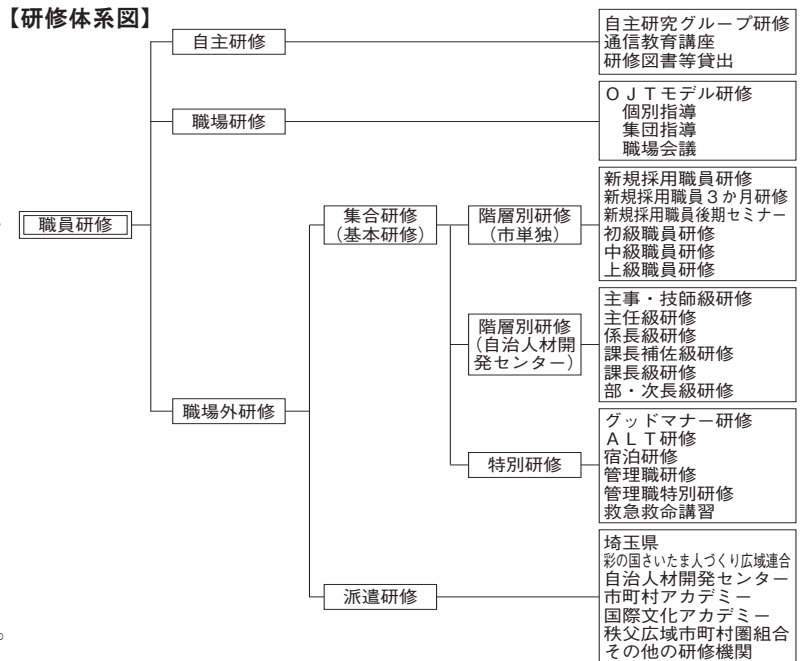 【研修体系図】
職員研修
自主研修
自主研究グループ研修
通信教育講座
研修図書等貸出
職場研修
ＯＪＴモデル研修
個別指導
集団指導
職場会議
職場外研修
集合研修
(基本研修)
階層別研修
(市単独)
新規採用職員研修
新規採用職員３か月研修
新規採用職員後期セミナー
初級職員研修
中級職員研修
上級職員研修
階層別研修
(自治人材開
発センター)
主事・技師級研修
主任級研修
係長級研修
課長補佐級研修
課長級研修
部・次長級研修
特別研修
グッドマナー研修
ＡＬＴ研修
宿泊研修
管理職研修
管理職特別研修
救急救命講習
派遣研修
埼玉県
彩の国さいたま人づくり広域連合
自治人材開発センター
市町村アカデミー
国際文化アカデミー
秩父広域市町村圏組合
その他の研修機関
。